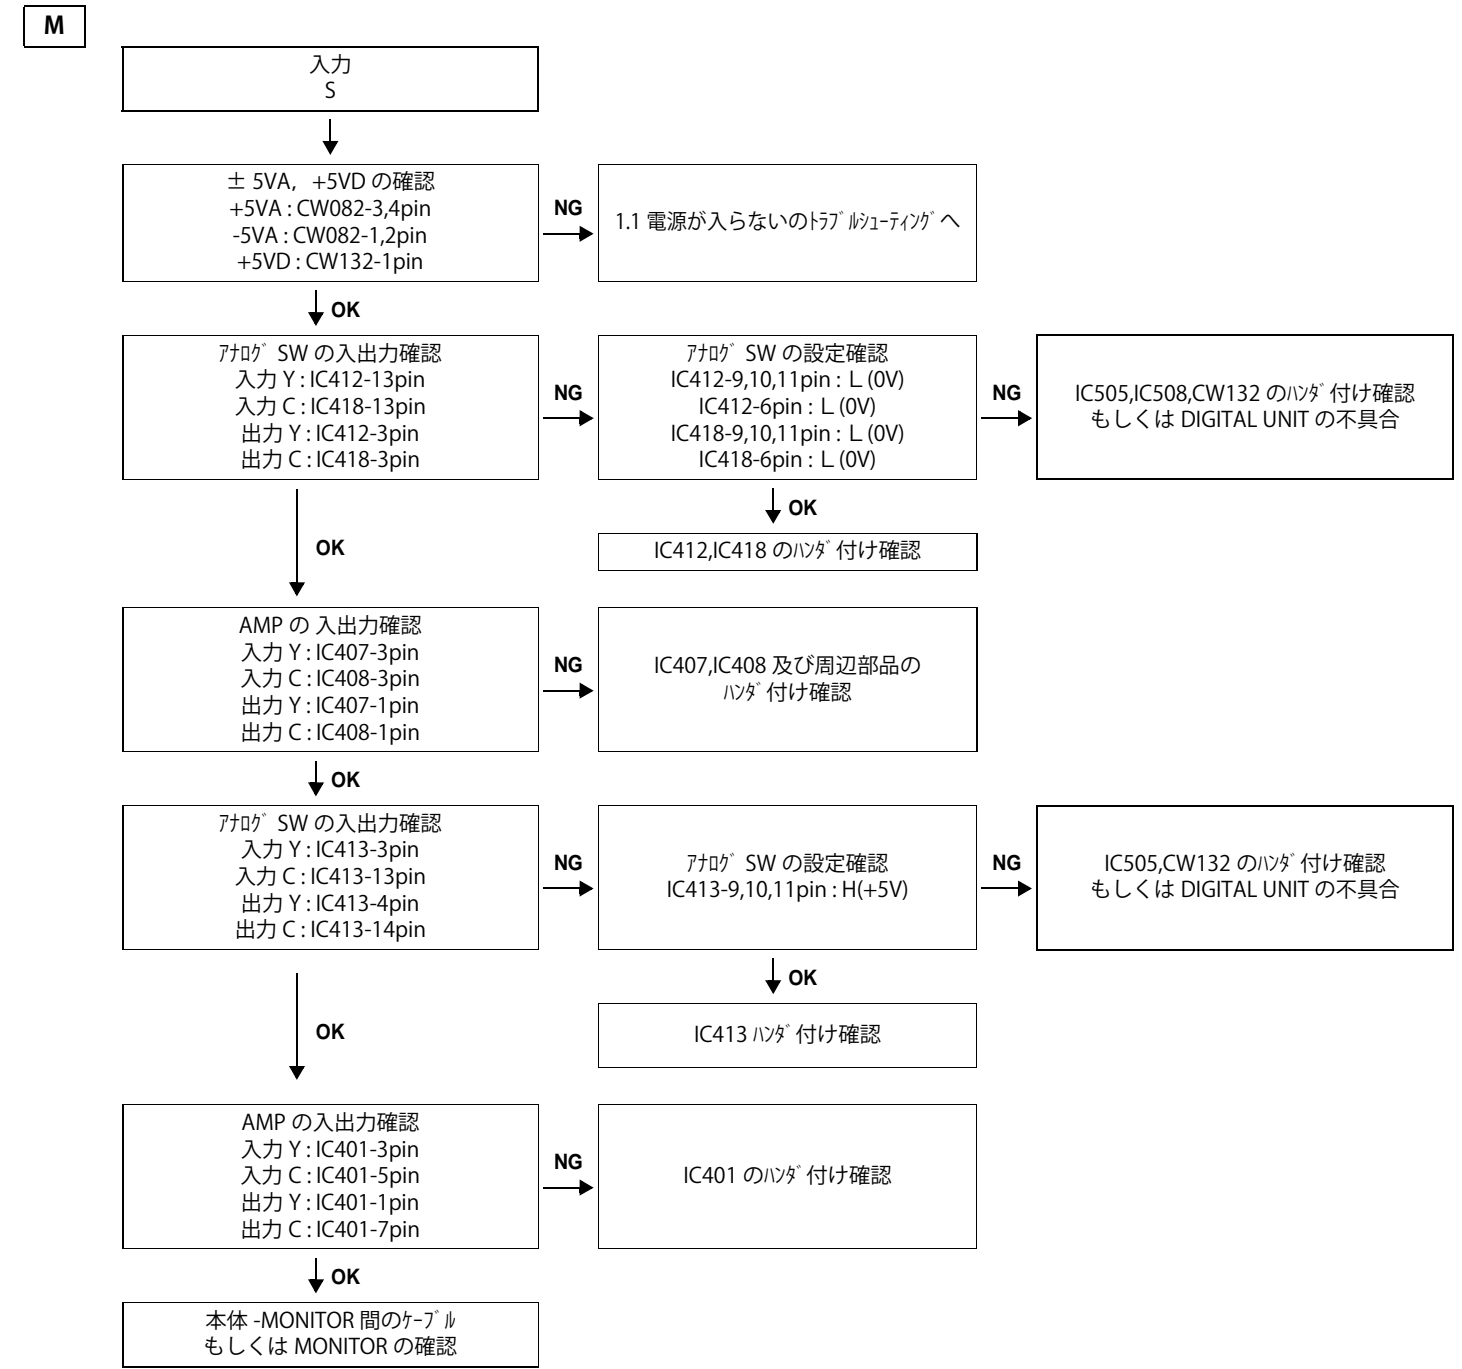 M
入力
S
± 5VA, +5VD の確認
+5VA : CW082-3,4pin
-5VA : CW082-1,2pin
+5VD : CW132-1pin
NG
1.1 電源が入らないのﾄﾗﾌﾞﾙｼｭｰﾃｨﾝｸﾞへ
OK
ｱﾅﾛｸﾞ SW の入出力確認
入力 Y : IC412-13pin
入力 C : IC418-13pin
出力 Y : IC412-3pin
出力 C : IC418-3pin
NG
ｱﾅﾛｸﾞ SW の設定確認
IC412-9,10,11pin : L (0V)
IC412-6pin : L (0V)
IC418-9,10,11pin : L (0V)
IC418-6pin : L (0V)
NG
IC505,IC508,CW132 のﾊﾝﾀﾞ付け確認
もしくは DIGITAL UNIT の不具合
OK
IC412,IC418 のﾊﾝﾀﾞ付け確認
OK
AMP の 入出力確認
入力 Y : IC407-3pin
入力 C : IC408-3pin
出力 Y : IC407-1pin
出力 C : IC408-1pin
NG
IC407,IC408 及び周辺部品の
ﾊﾝﾀﾞ付け確認
OK
ｱﾅﾛｸﾞ SW の入出力確認
入力 Y : IC413-3pin
入力 C : IC413-13pin
出力 Y : IC413-4pin
出力 C : IC413-14pin
NG
ｱﾅﾛｸﾞ SW の設定確認
IC413-9,10,11pin : H(+5V)
NG
IC505,CW132 のﾊﾝﾀﾞ付け確認
もしくは DIGITAL UNIT の不具合
OK
IC413 ﾊﾝﾀﾞ付け確認
OK
AMP の入出力確認
入力 Y : IC401-3pin
入力 C : IC401-5pin
出力 Y : IC401-1pin
出力 C : IC401-7pin
NG
IC401 のﾊﾝﾀﾞ付け確認
OK
本体 -MONITOR 間のｹｰﾌﾞﾙ
もしくは MONITOR の確認